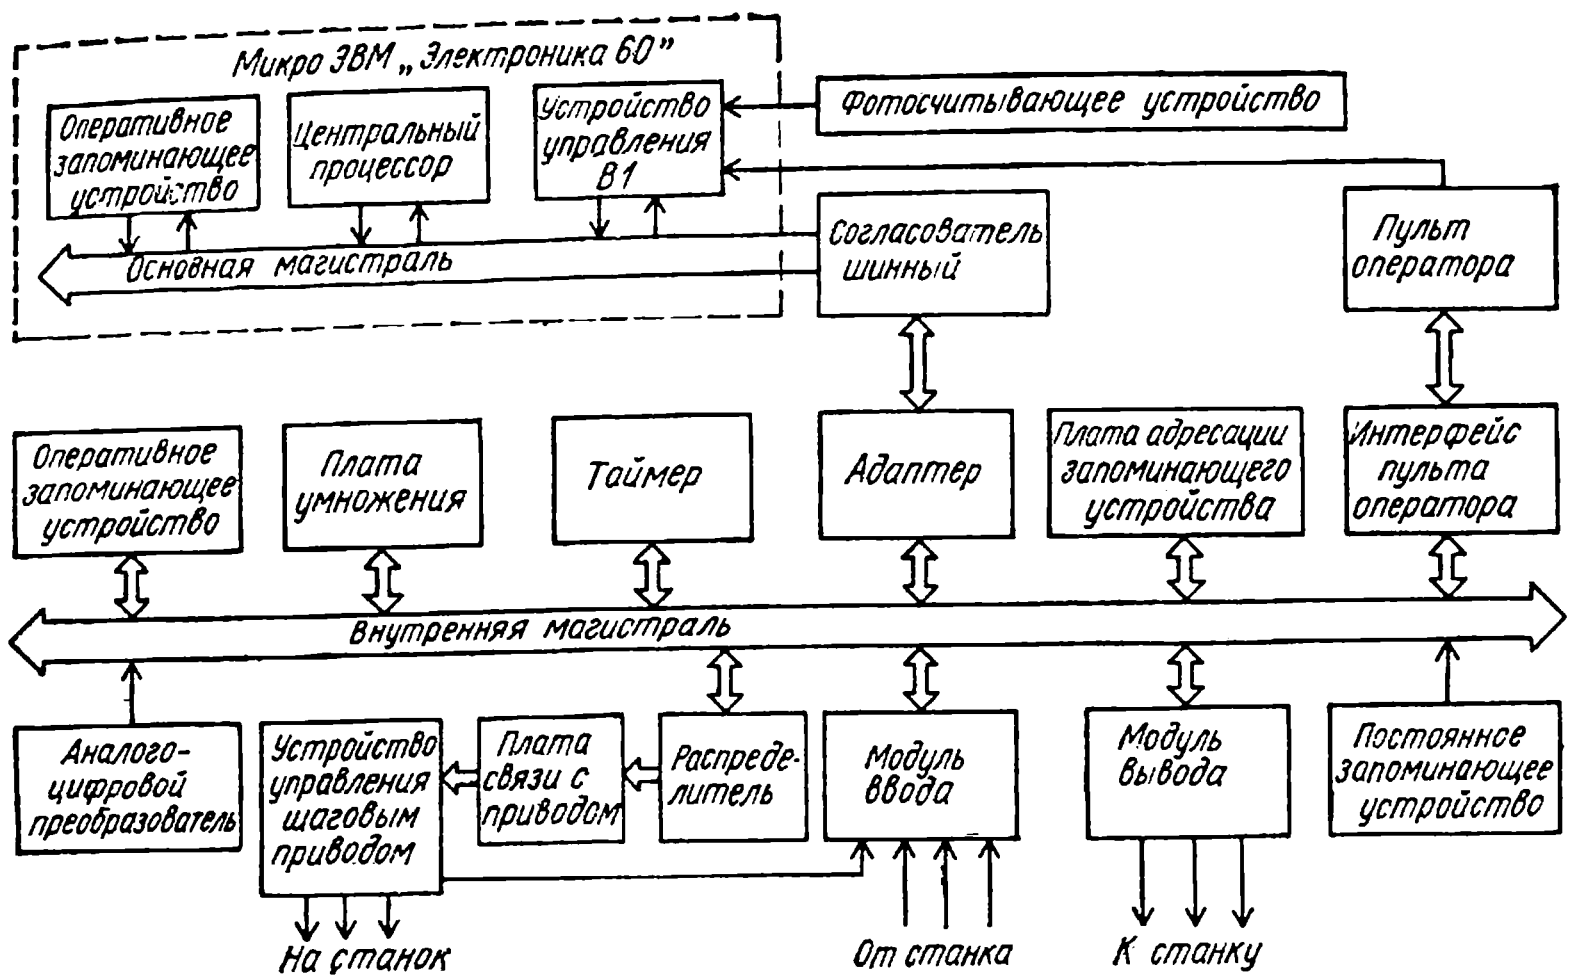 Микро ЭВМ „Электроника 60”
Оперативное
запоминающее
устройство
Центральный
процессор
Устройство
управления
В1
Фотосчитывающее устройство
Основная магистраль
Согласователь
шинный
Пульт
оператора
Оперативное
запоминающее
устройство
Плата
умножения
Таймер
Адаптер
Плата адресации
запоминающего
устройства
Интерфейс
пульта
оператора
Внутренняя магистраль
Аналого-
цифровой
преобразователь
Устройство
управления
шаговым
приводом
Плата
связи с
приводом
Распреде-
литель
Модуль
ввода
Модуль
вывода
Постоянное
запоминающее
устройство
На станок
От станка
К станку